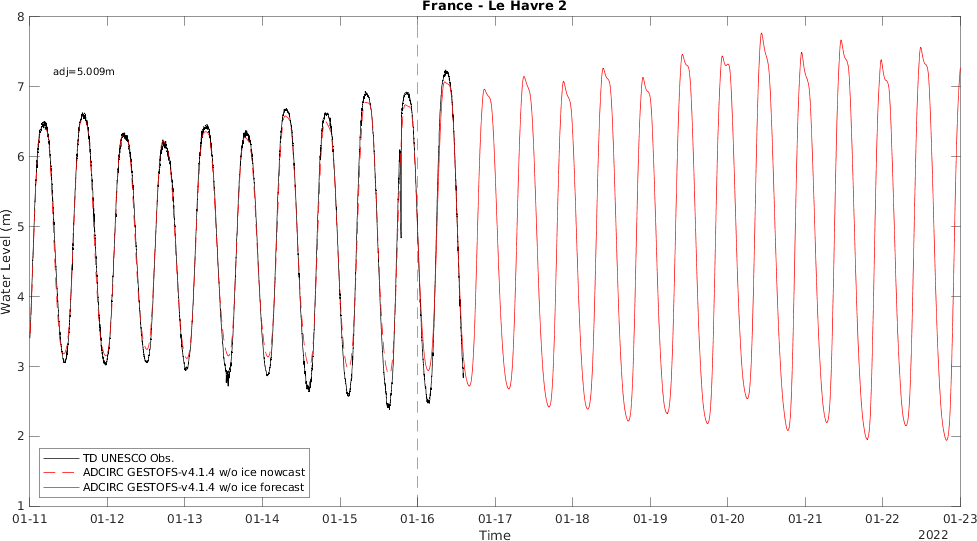 France - Le Havre 2
adj=5.009m
Water Level (m)
8
7
6
5
4
3
2
1
TD UNESCO Obs.
ADCIRC GESTOFS-v4.1.4 w/o ice nowcast
ADCIRC GESTOFS-v4.1.4 w/o ice forecast
01-11 01-12 01-13 01-14 01-15 01-16 01-17 01-18 01-19 01-20 01-21 01-22 01-23
Time
2022